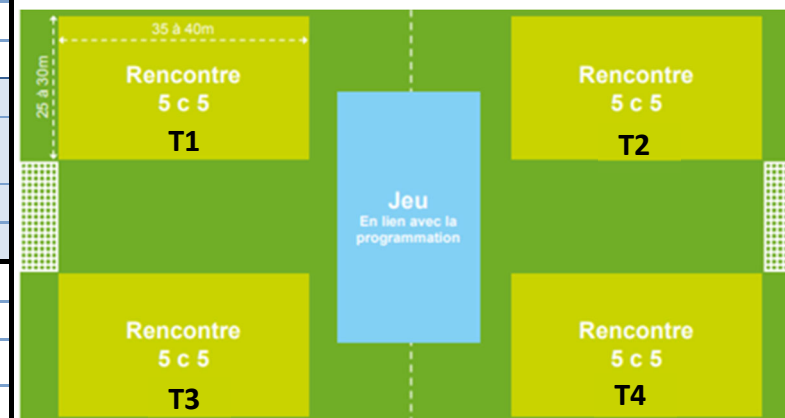 35 à 40m
25 à 30m
Rencontre
5 c 5
T1
Rencontre
5 c 5
T2
Jeu
En lien avec la
programmation
Rencontre
5 c 5
T3
Rencontre
5 c 5
T4